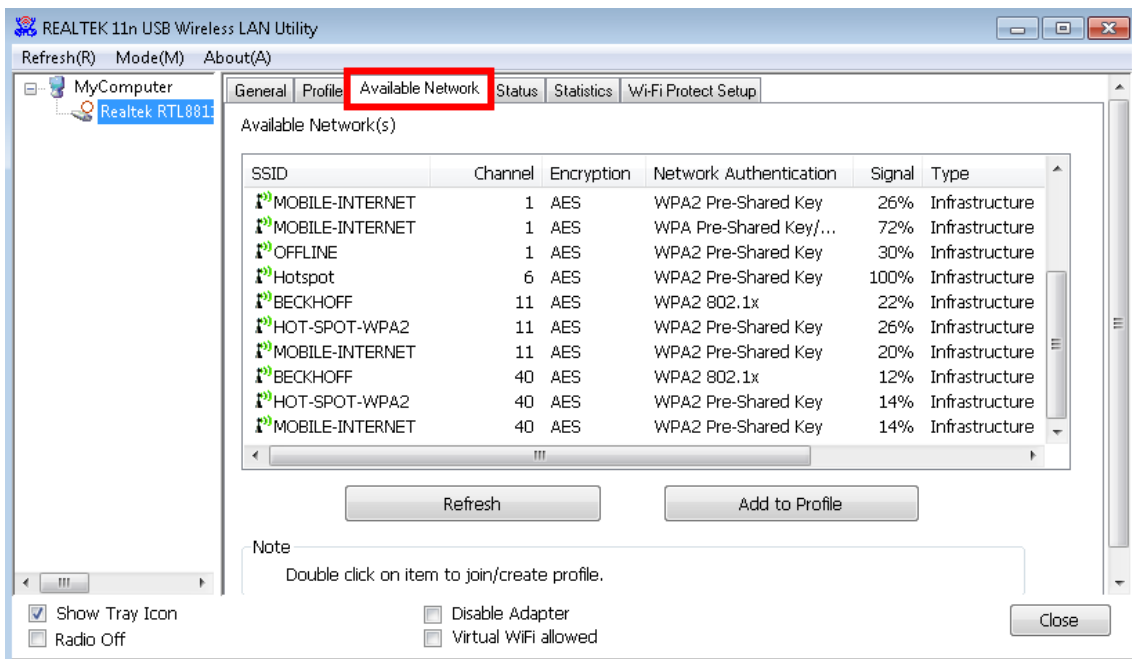 REALTEK 11n USB Wireless LAN Utility
Refresh(R) Mode(M) About(A)
MyComputer
Realtek RTL881
General Profile Available Network Status Statistics Wi-Fi Protect Setup
Available Network(s)
SSID Channel Encryption Network Authentication Signal Type
MOBILE-INTERNET 1 AES WPA2 Pre-Shared Key 26% Infrastructure
MOBILE-INTERNET 1 AES WPA Pre-Shared Key/... 72% Infrastructure
OFFLINE 1 AES WPA2 Pre-Shared Key 30% Infrastructure
Hotspot 6 AES WPA2 Pre-Shared Key 100% Infrastructure
BECKHOFF 11 AES WPA2 802.1x 22% Infrastructure
HOT-SPOT-WPA2 11 AES WPA2 Pre-Shared Key 26% Infrastructure
MOBILE-INTERNET 11 AES WPA2 Pre-Shared Key 20% Infrastructure
BECKHOFF 40 AES WPA2 802.1x 12% Infrastructure
HOT-SPOT-WPA2 40 AES WPA2 Pre-Shared Key 14% Infrastructure
MOBILE-INTERNET 40 AES WPA2 Pre-Shared Key 14% Infrastructure
Refresh Add to Profile
Note
Double click on item to join/create profile.
Show Tray Icon Disable Adapter Close
Radio Off Virtual WiFi allowed